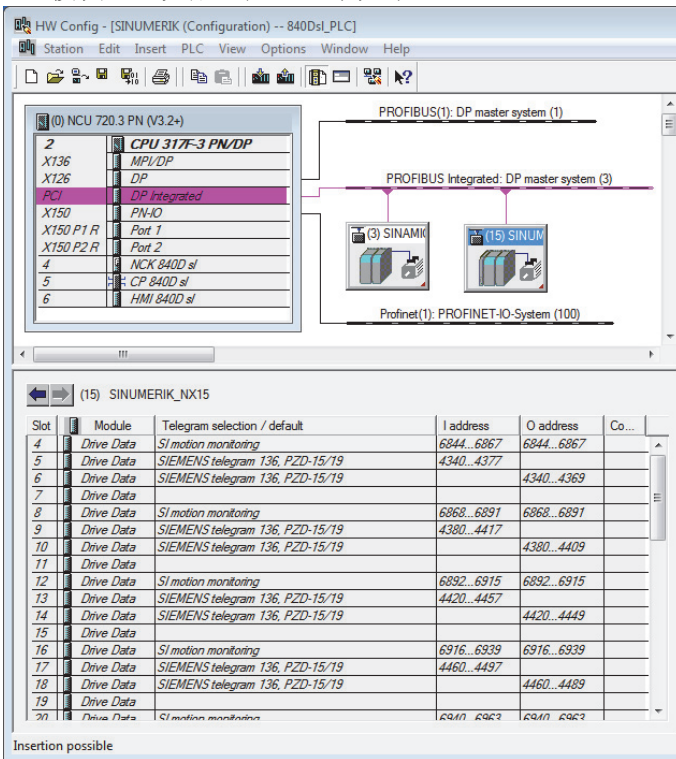 HW Config - [SINUMERIK (Configuration) -- 840Dsl_PLC]
Station Edit Insert PLC View Options Window Help
(0) NCU 720.3 PN (V3.2+)
2 CPU 317F-3 PN/DP
X136 MPI/DP
X126 DP
PCI DP Integrated
X150 PN-IO
X150 P1 R Port 1
X150 P2 R Port 2
4 NCK 840D sl
5 CP 840D sl
6 HMI 840D sl
PROFIBUS(1): DP master system (1)
PROFIBUS Integrated: DP master system (3)
(3) SINAMI
(15) SINUM
Profinet(1): PROFINET-IO-System (100)
(15) SINUMERIK_NX15
Slot Module Telegram selection / default I address O address Co...
4 Drive Data SI motion monitoring 6844...6867 6844...6867
5 Drive Data SIEMENS telegram 136, PZD-15/19 4340...4377
6 Drive Data SIEMENS telegram 136, PZD-15/19 4340...4369
7 Drive Data
8 Drive Data SI motion monitoring 6868...6891 6868...6891
9 Drive Data SIEMENS telegram 136, PZD-15/19 4380...4417
10 Drive Data SIEMENS telegram 136, PZD-15/19 4380...4409
11 Drive Data
12 Drive Data SI motion monitoring 6892...6915 6892...6915
13 Drive Data SIEMENS telegram 136, PZD-15/19 4420...4457
14 Drive Data SIEMENS telegram 136, PZD-15/19 4420...4449
15 Drive Data
16 Drive Data SI motion monitoring 6916...6939 6916...6939
17 Drive Data SIEMENS telegram 136, PZD-15/19 4460...4497
18 Drive Data SIEMENS telegram 136, PZD-15/19 4460...4489
19 Drive Data
20 Drive Data SI motion monitoring 6940...6963 6940...6963
Insertion possible